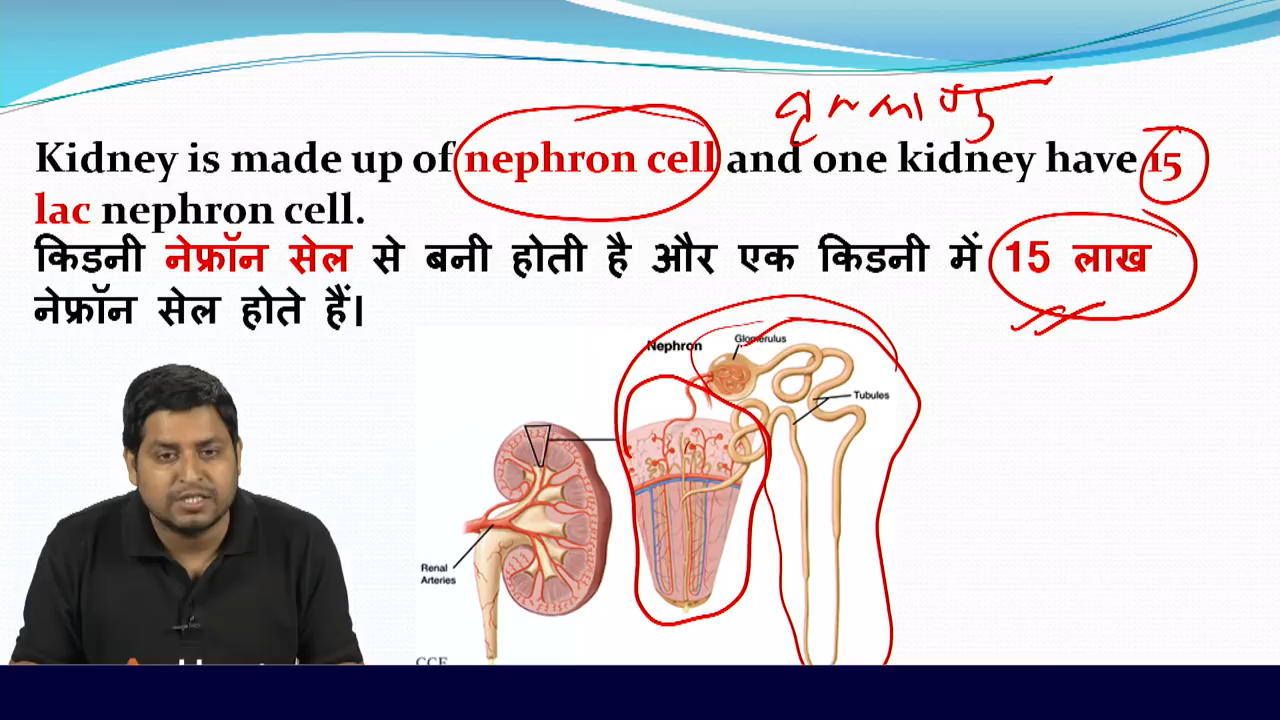 Kidney is made up of nephron cell and one kidney have 15
lac nephron cell.
किडनी नेफ्रॉन सेल से बनी होती है और एक किडनी में 15 लाख
नेफ्रॉन सेल होते हैं।
Nephron
Glomerulus
Tubules
Renal
Arteries